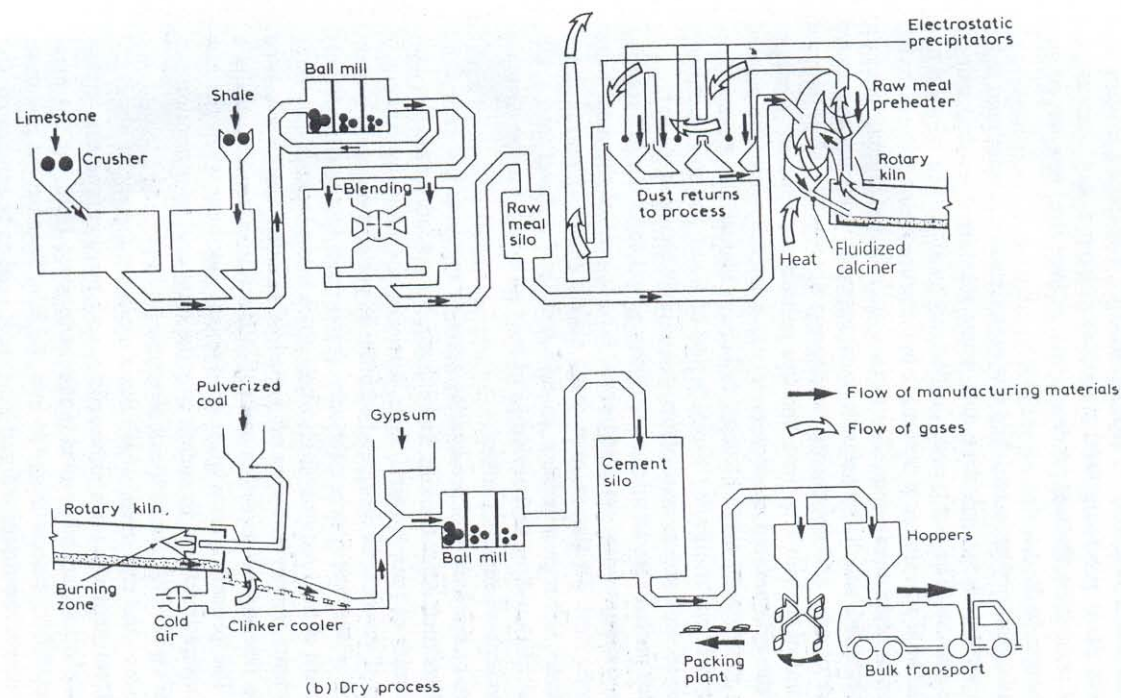 Electrostatic
precipitators
Ball mill
Shale
Limestone
Crusher
Raw meal
preheater
Blending
Rotary
kiln
Raw
meal
silo
Dust returns
to process
Heat
Fluidized
calciner
Pulverized
coal
Gypsum
Flow of manufacturing materials
Flow of gases
Cement
silo
Rotary kiln.
Hoppers
Ball mill
Burning
zone
Cold
air
Clinker cooler
Packing
plant
Bulk transport
(b) Dry process